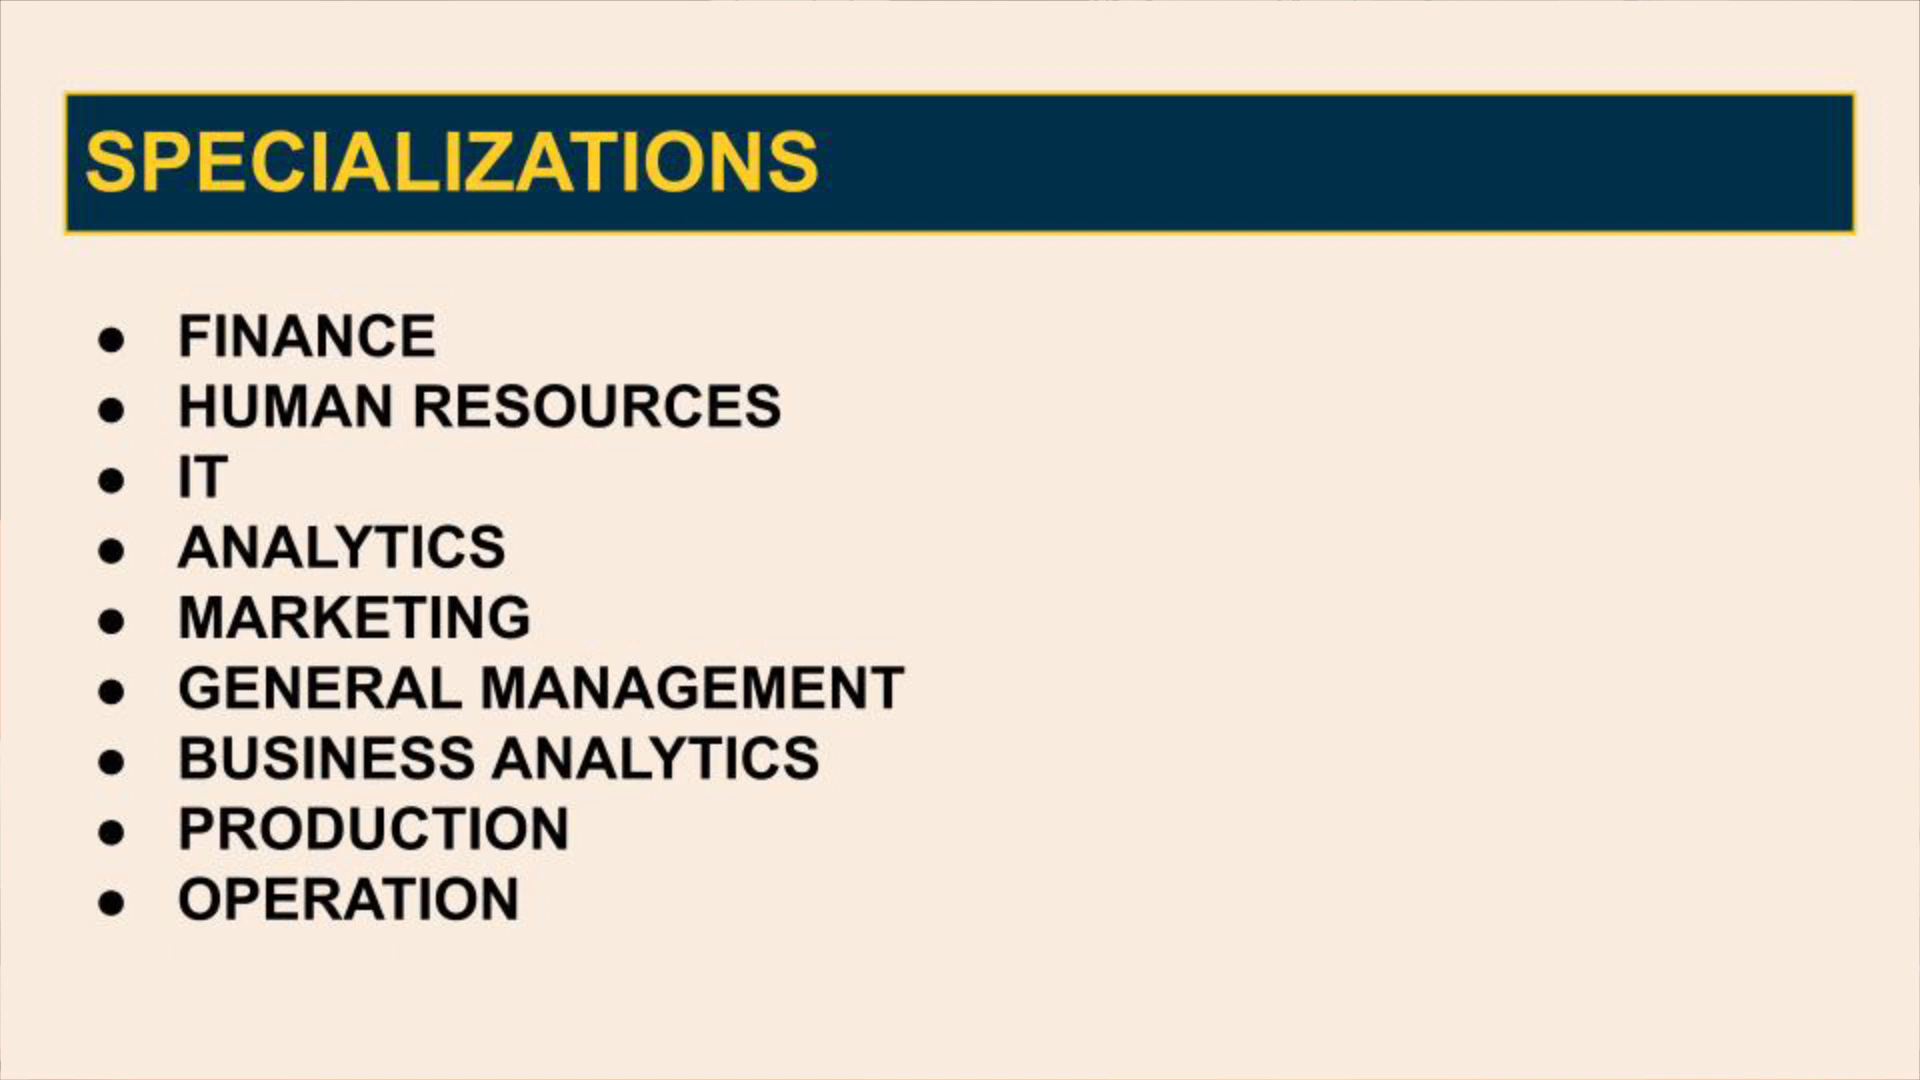 SPECIALIZATIONS
● FINANCE
● HUMAN RESOURCES
● IT
● ANALYTICS
● MARKETING
● GENERAL MANAGEMENT
● BUSINESS ANALYTICS
● PRODUCTION
● OPERATION